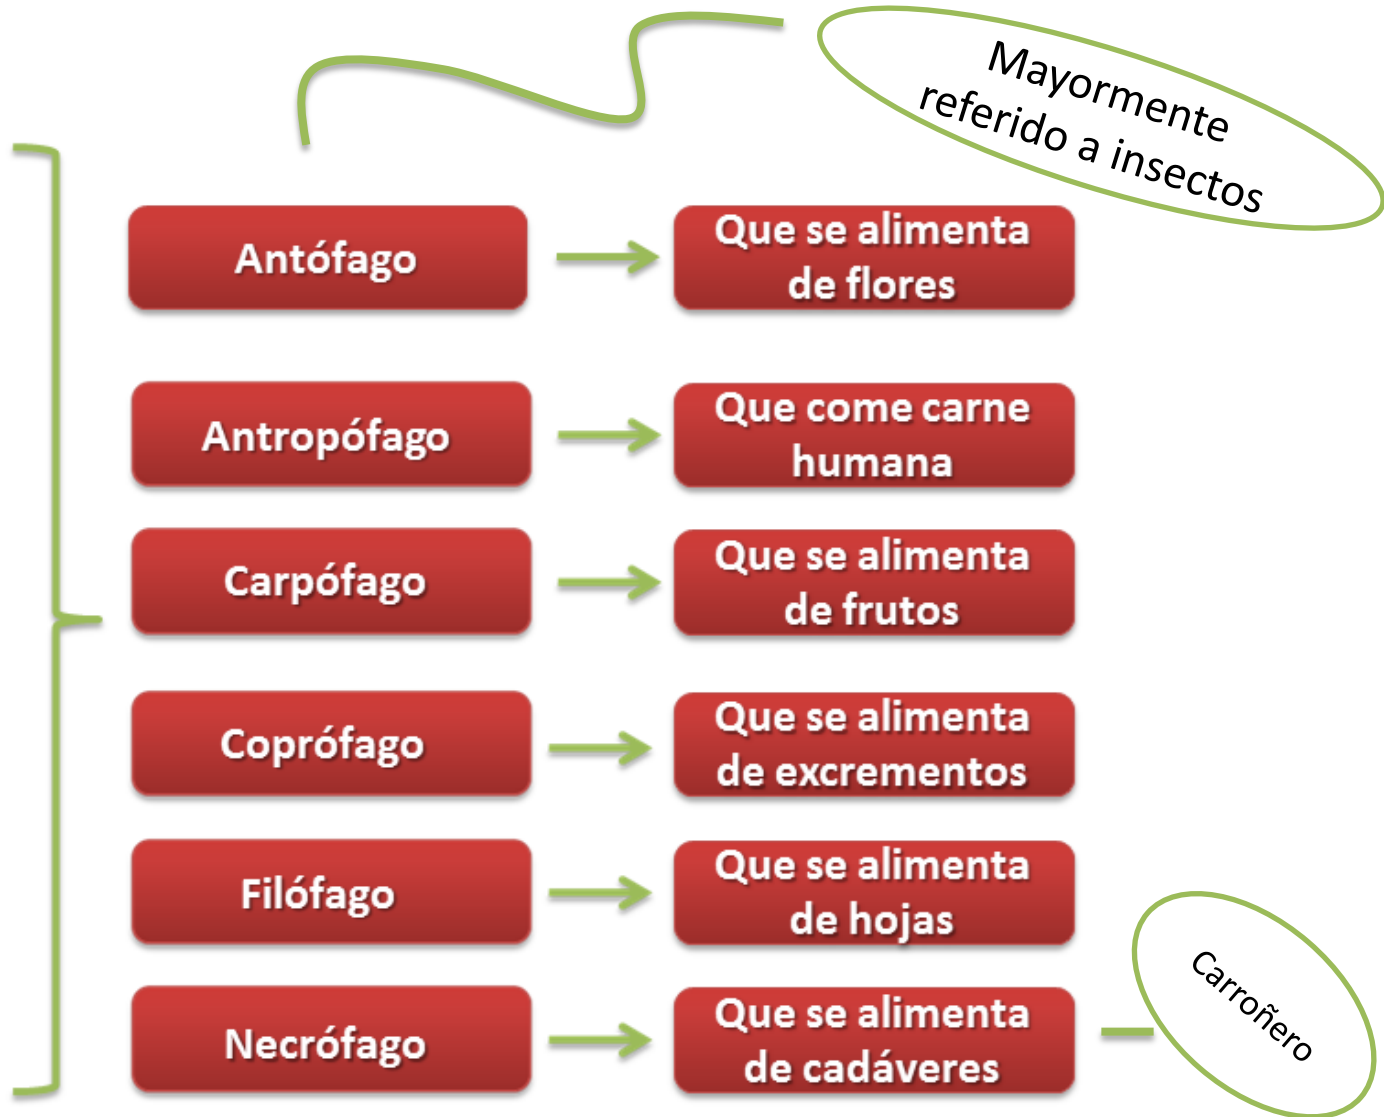 Mayormente
referido a insectos
Antófago
Que se alimenta
de flores
Antropófago
Que come carne
humana
Carpófago
Que se alimenta
de frutos
Coprófago
Que se alimenta
de excrementos
Filófago
Que se alimenta
de hojas
Necrófago
Que se alimenta
de cadáveres
Carroñero